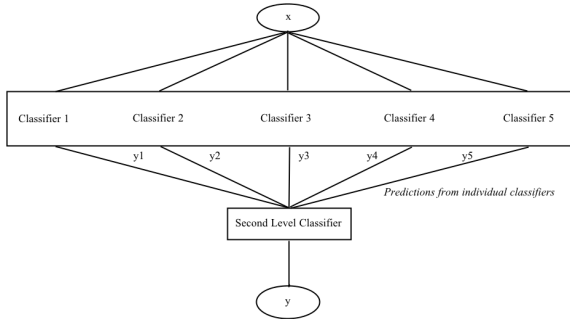 x
Classifier 1
Classifier 2
Classifier 3
Classifier 4
Classifier 5
y1
y2
y3
y4
y5
Predictions from individual classifiers
Second Level Classifier
y